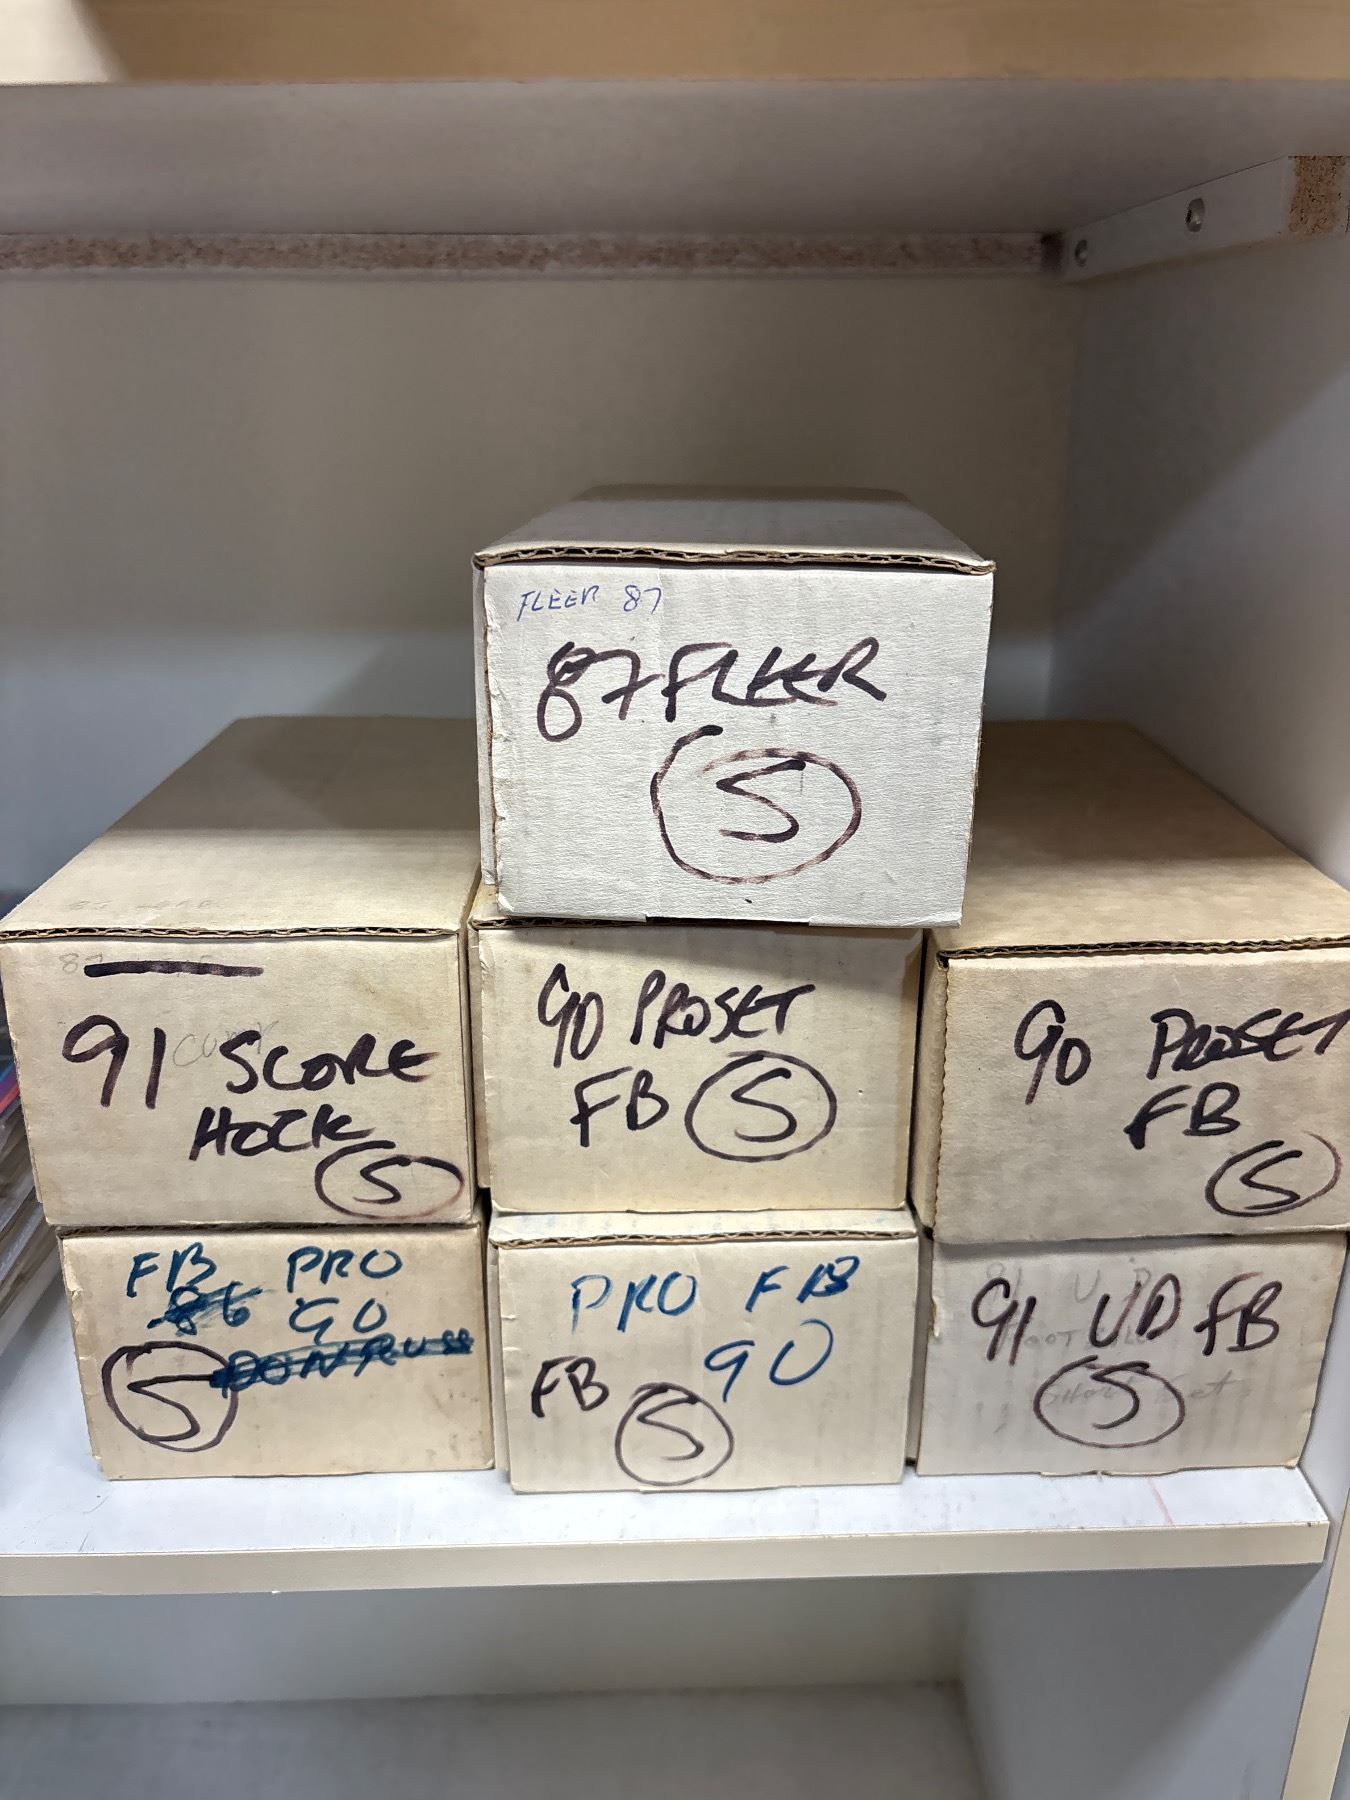 FLEER 87
87 FLEER
S
91 SCORE
HOCK
S
90 PROSET
FB S
90 PROSET
FB
S
FB PRO
86 90
S DONRUSS
PRO FB
FB 90
S
91 UD FB
S